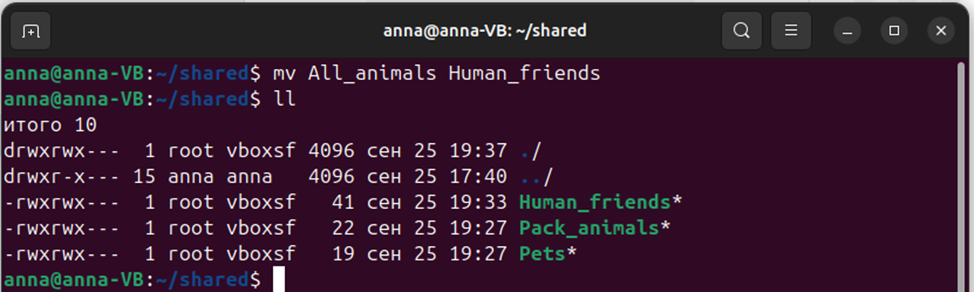 anna@anna-VB: ~/shared
anna@anna-VB:~/shared$ mv All_animals Human_friends
anna@anna-VB:~/shared$ ll
итого 10
drwxrwx---  1 root vboxsf 4096 сен 25 19:37 ./
drwxr-x--- 15 anna anna   4096 сен 25 17:40 ../
-rwxrwx---  1 root vboxsf   41 сен 25 19:33 Human_friends*
-rwxrwx---  1 root vboxsf   22 сен 25 19:27 Pack_animals*
-rwxrwx---  1 root vboxsf   19 сен 25 19:27 Pets*
anna@anna-VB:~/shared$